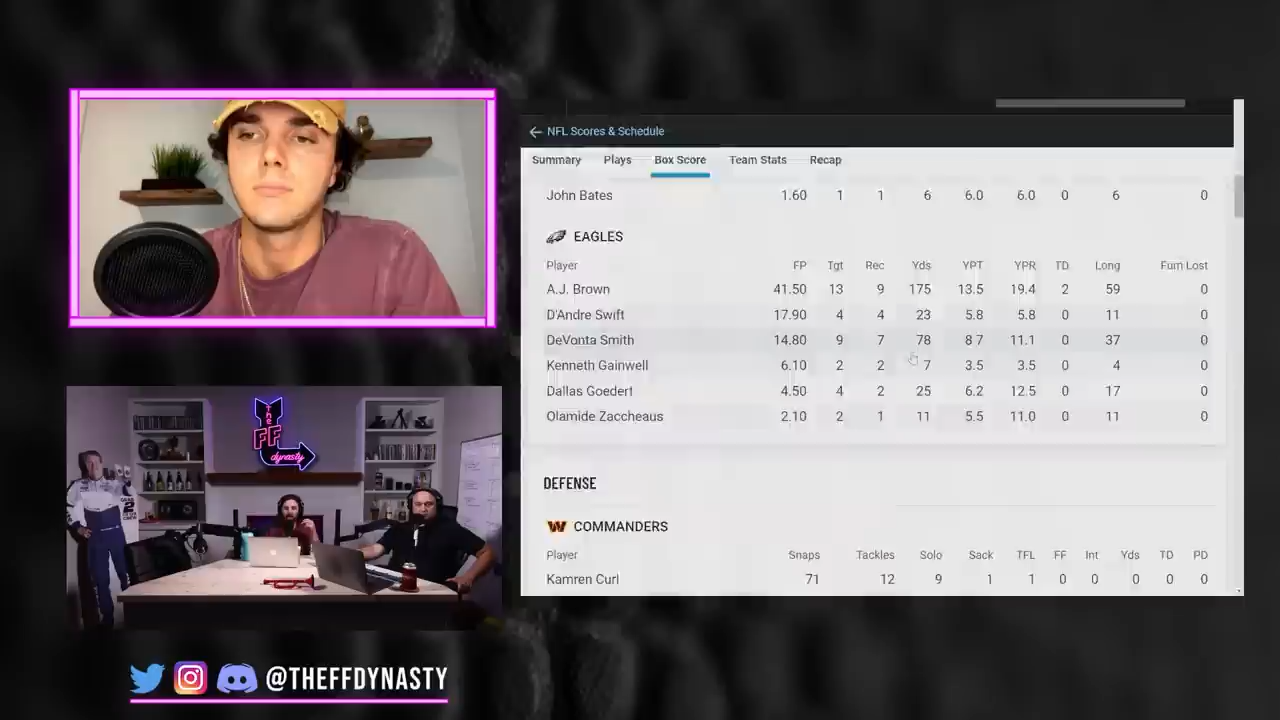 NFL Scores & Schedule
Summary Plays Box Score Team Stats Recap
John Bates 1.60 1 1 6 6.0 6.0 0 6 0
EAGLES
Player FP Tgt Rec Yds YPT YPR TD Long Fum Lost
A.J. Brown 41.50 13 9 175 13.5 19.4 2 59 0
D'Andre Swift 17.90 4 4 23 5.8 5.8 0 11 0
DeVonta Smith 14.80 9 7 78 8.7 11.1 0 37 0
Kenneth Gainwell 6.10 2 2 7 3.5 3.5 0 4 0
Dallas Goedert 4.50 4 2 25 6.2 12.5 0 17 0
Olamide Zaccheaus 2.10 2 1 11 5.5 11.0 0 11 0
DEFENSE
COMMANDERS
Player Snaps Tackles Solo Sack TFL FF Int Yds TD PD
Kamren Curl 71 12 9 1 1 0 0 0 0 0
the
FF
dynasty
@THEFFDYNASTY